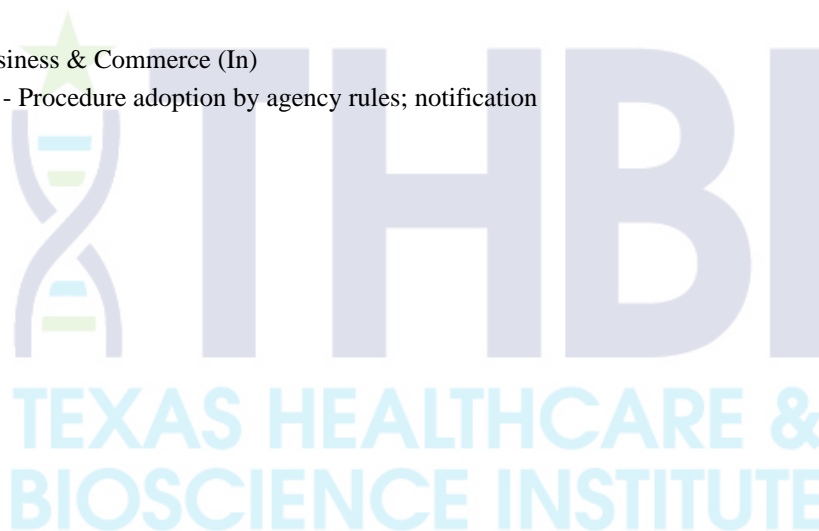 siness & Commerce (In)
- Procedure adoption by agency rules; notification
THBI
TEXAS HEALTHCARE &
BIOSCIENCE INSTITUTE